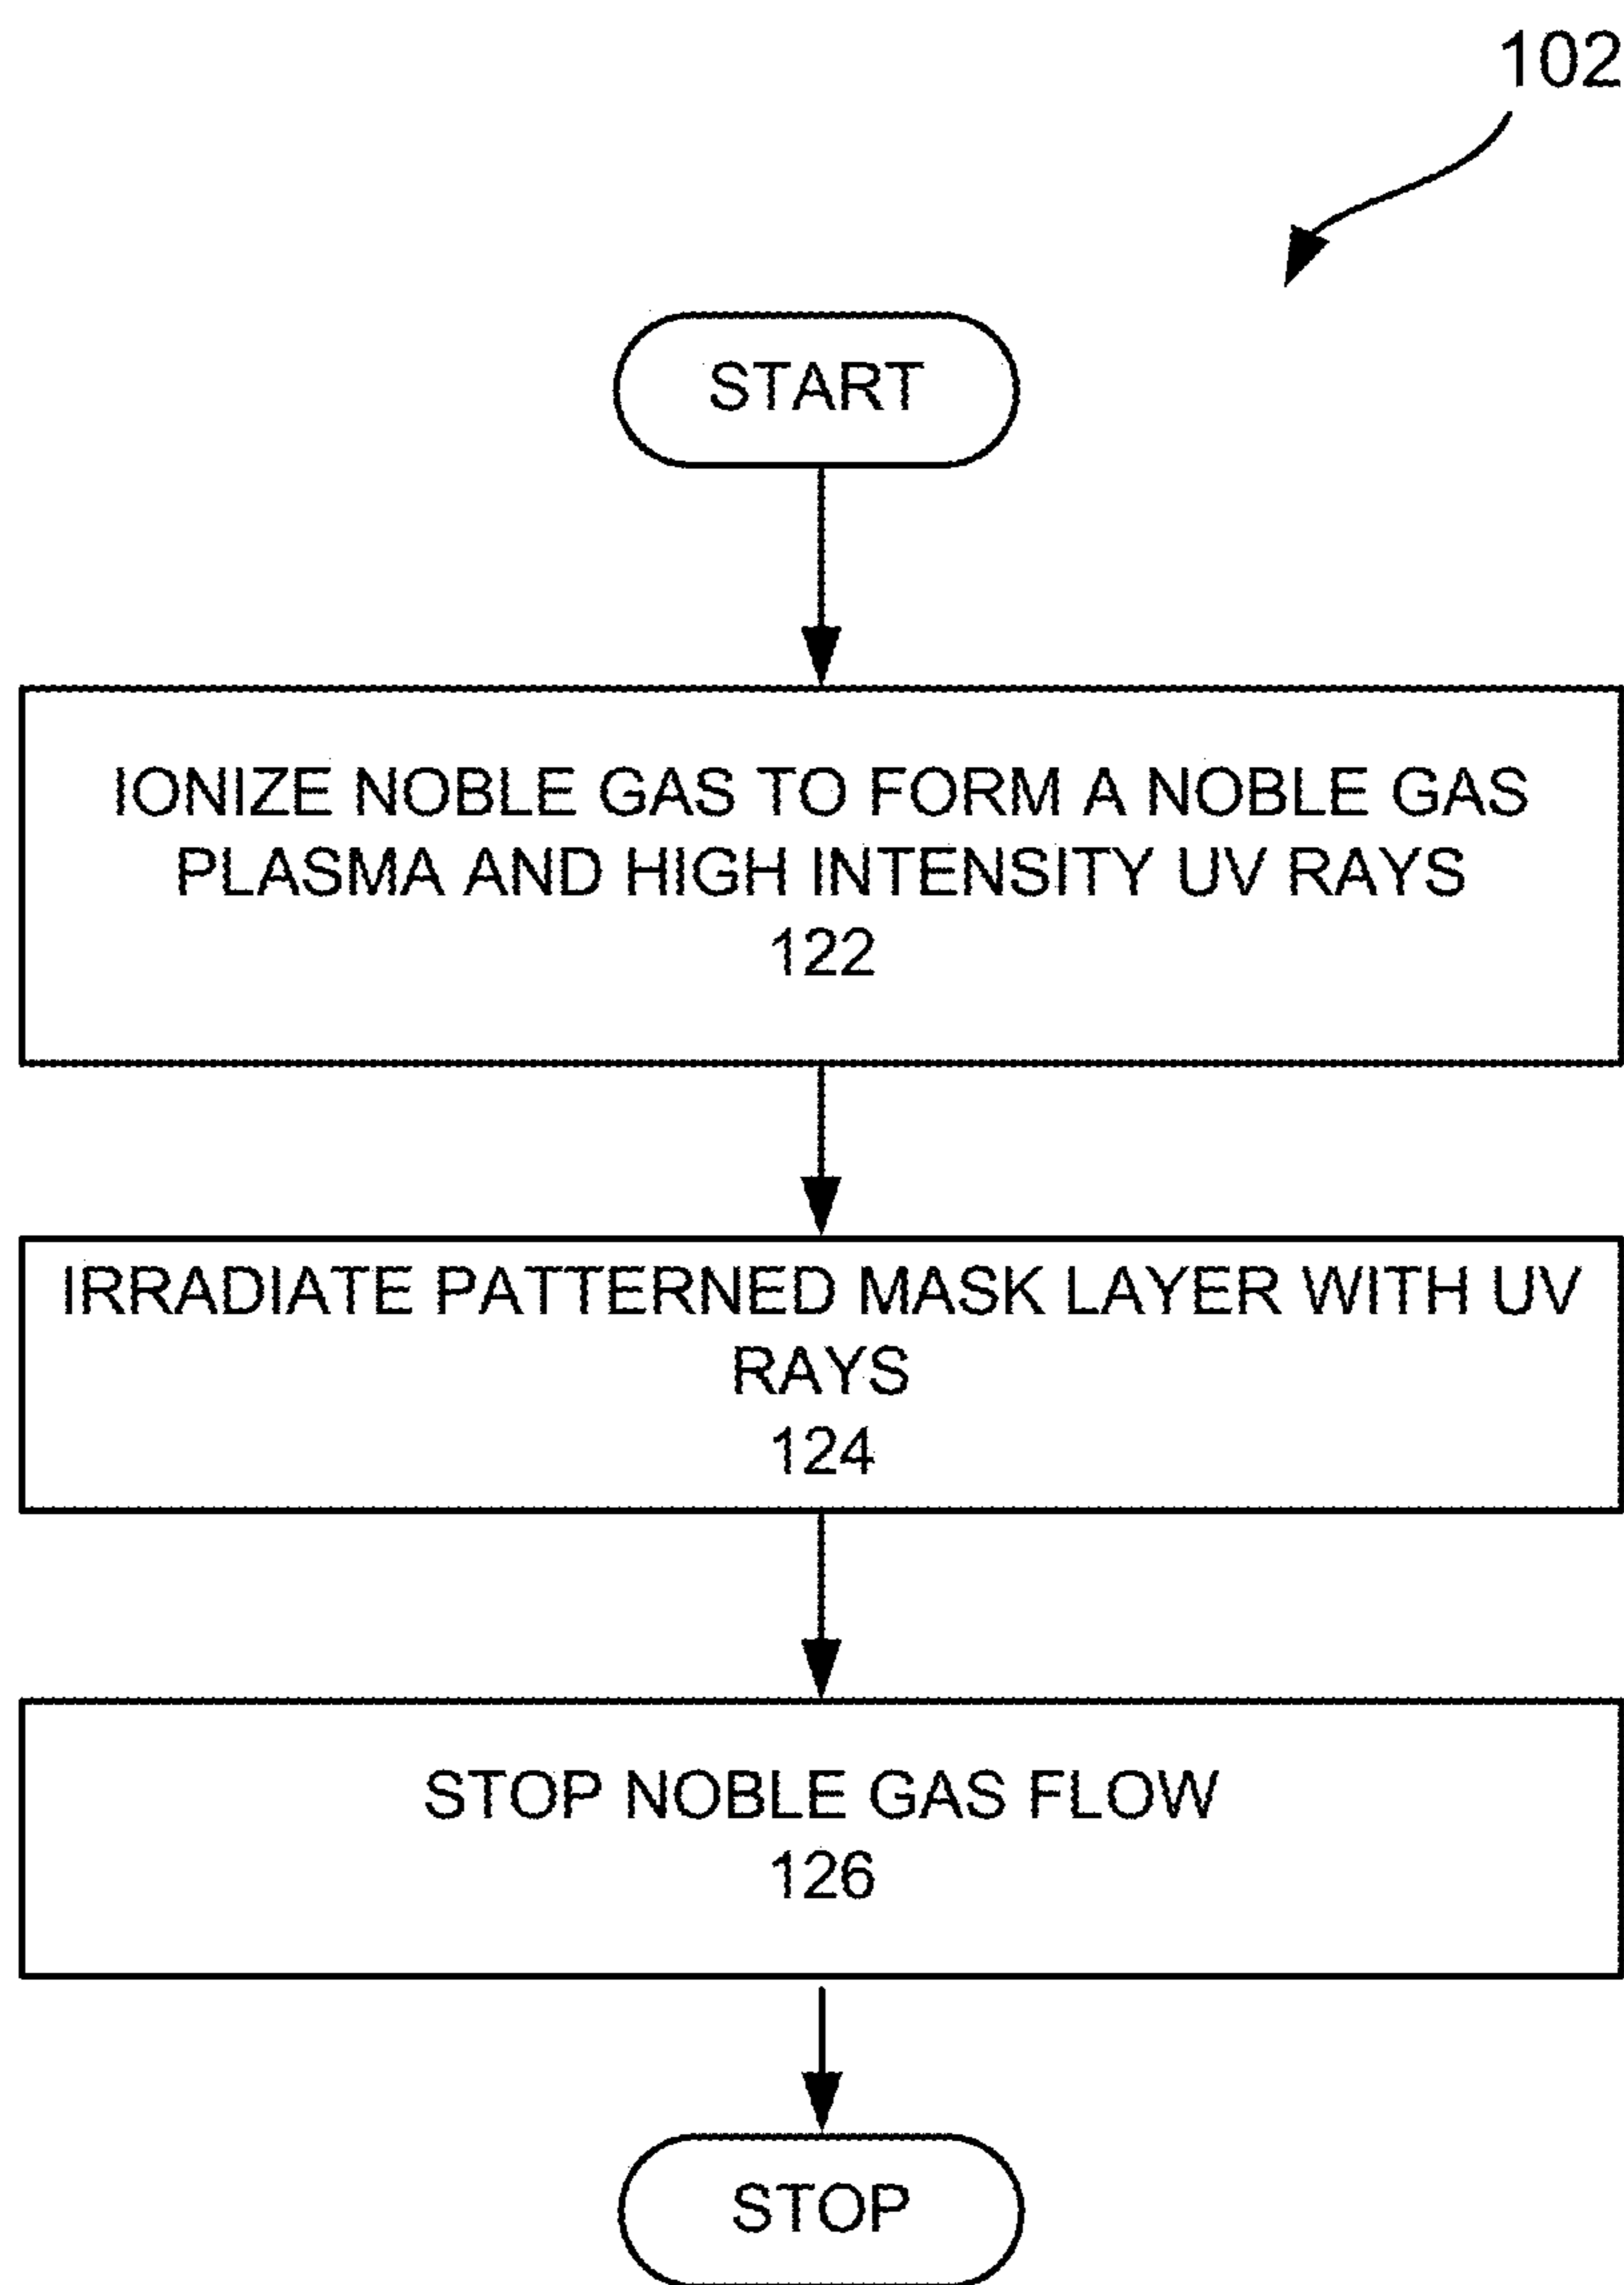 102
START
IONIZE NOBLE GAS TO FORM A NOBLE GAS
PLASMA AND HIGH INTENSITY UV RAYS
122
IRRADIATE PATTERNED MASK LAYER WITH UV
RAYS
124
STOP NOBLE GAS FLOW
126
STOP